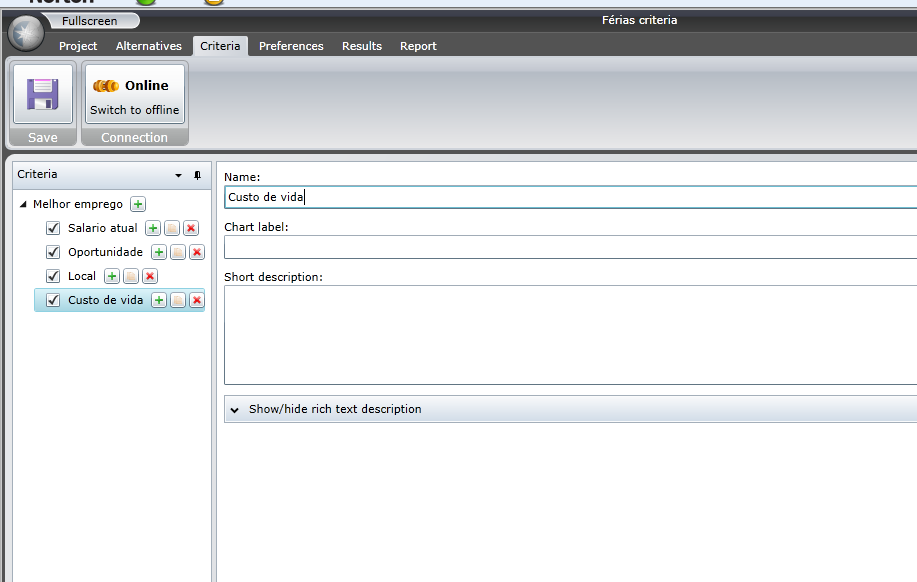 Norton
Fullscreen
Férias criteria
Project Alternatives Criteria Preferences Results Report
Online
Switch to offline
Save Connection
Criteria
Melhor emprego
Salario atual
Oportunidade
Local
Custo de vida
Name:
Custo de vida
Chart label:
Short description:
Show/hide rich text description